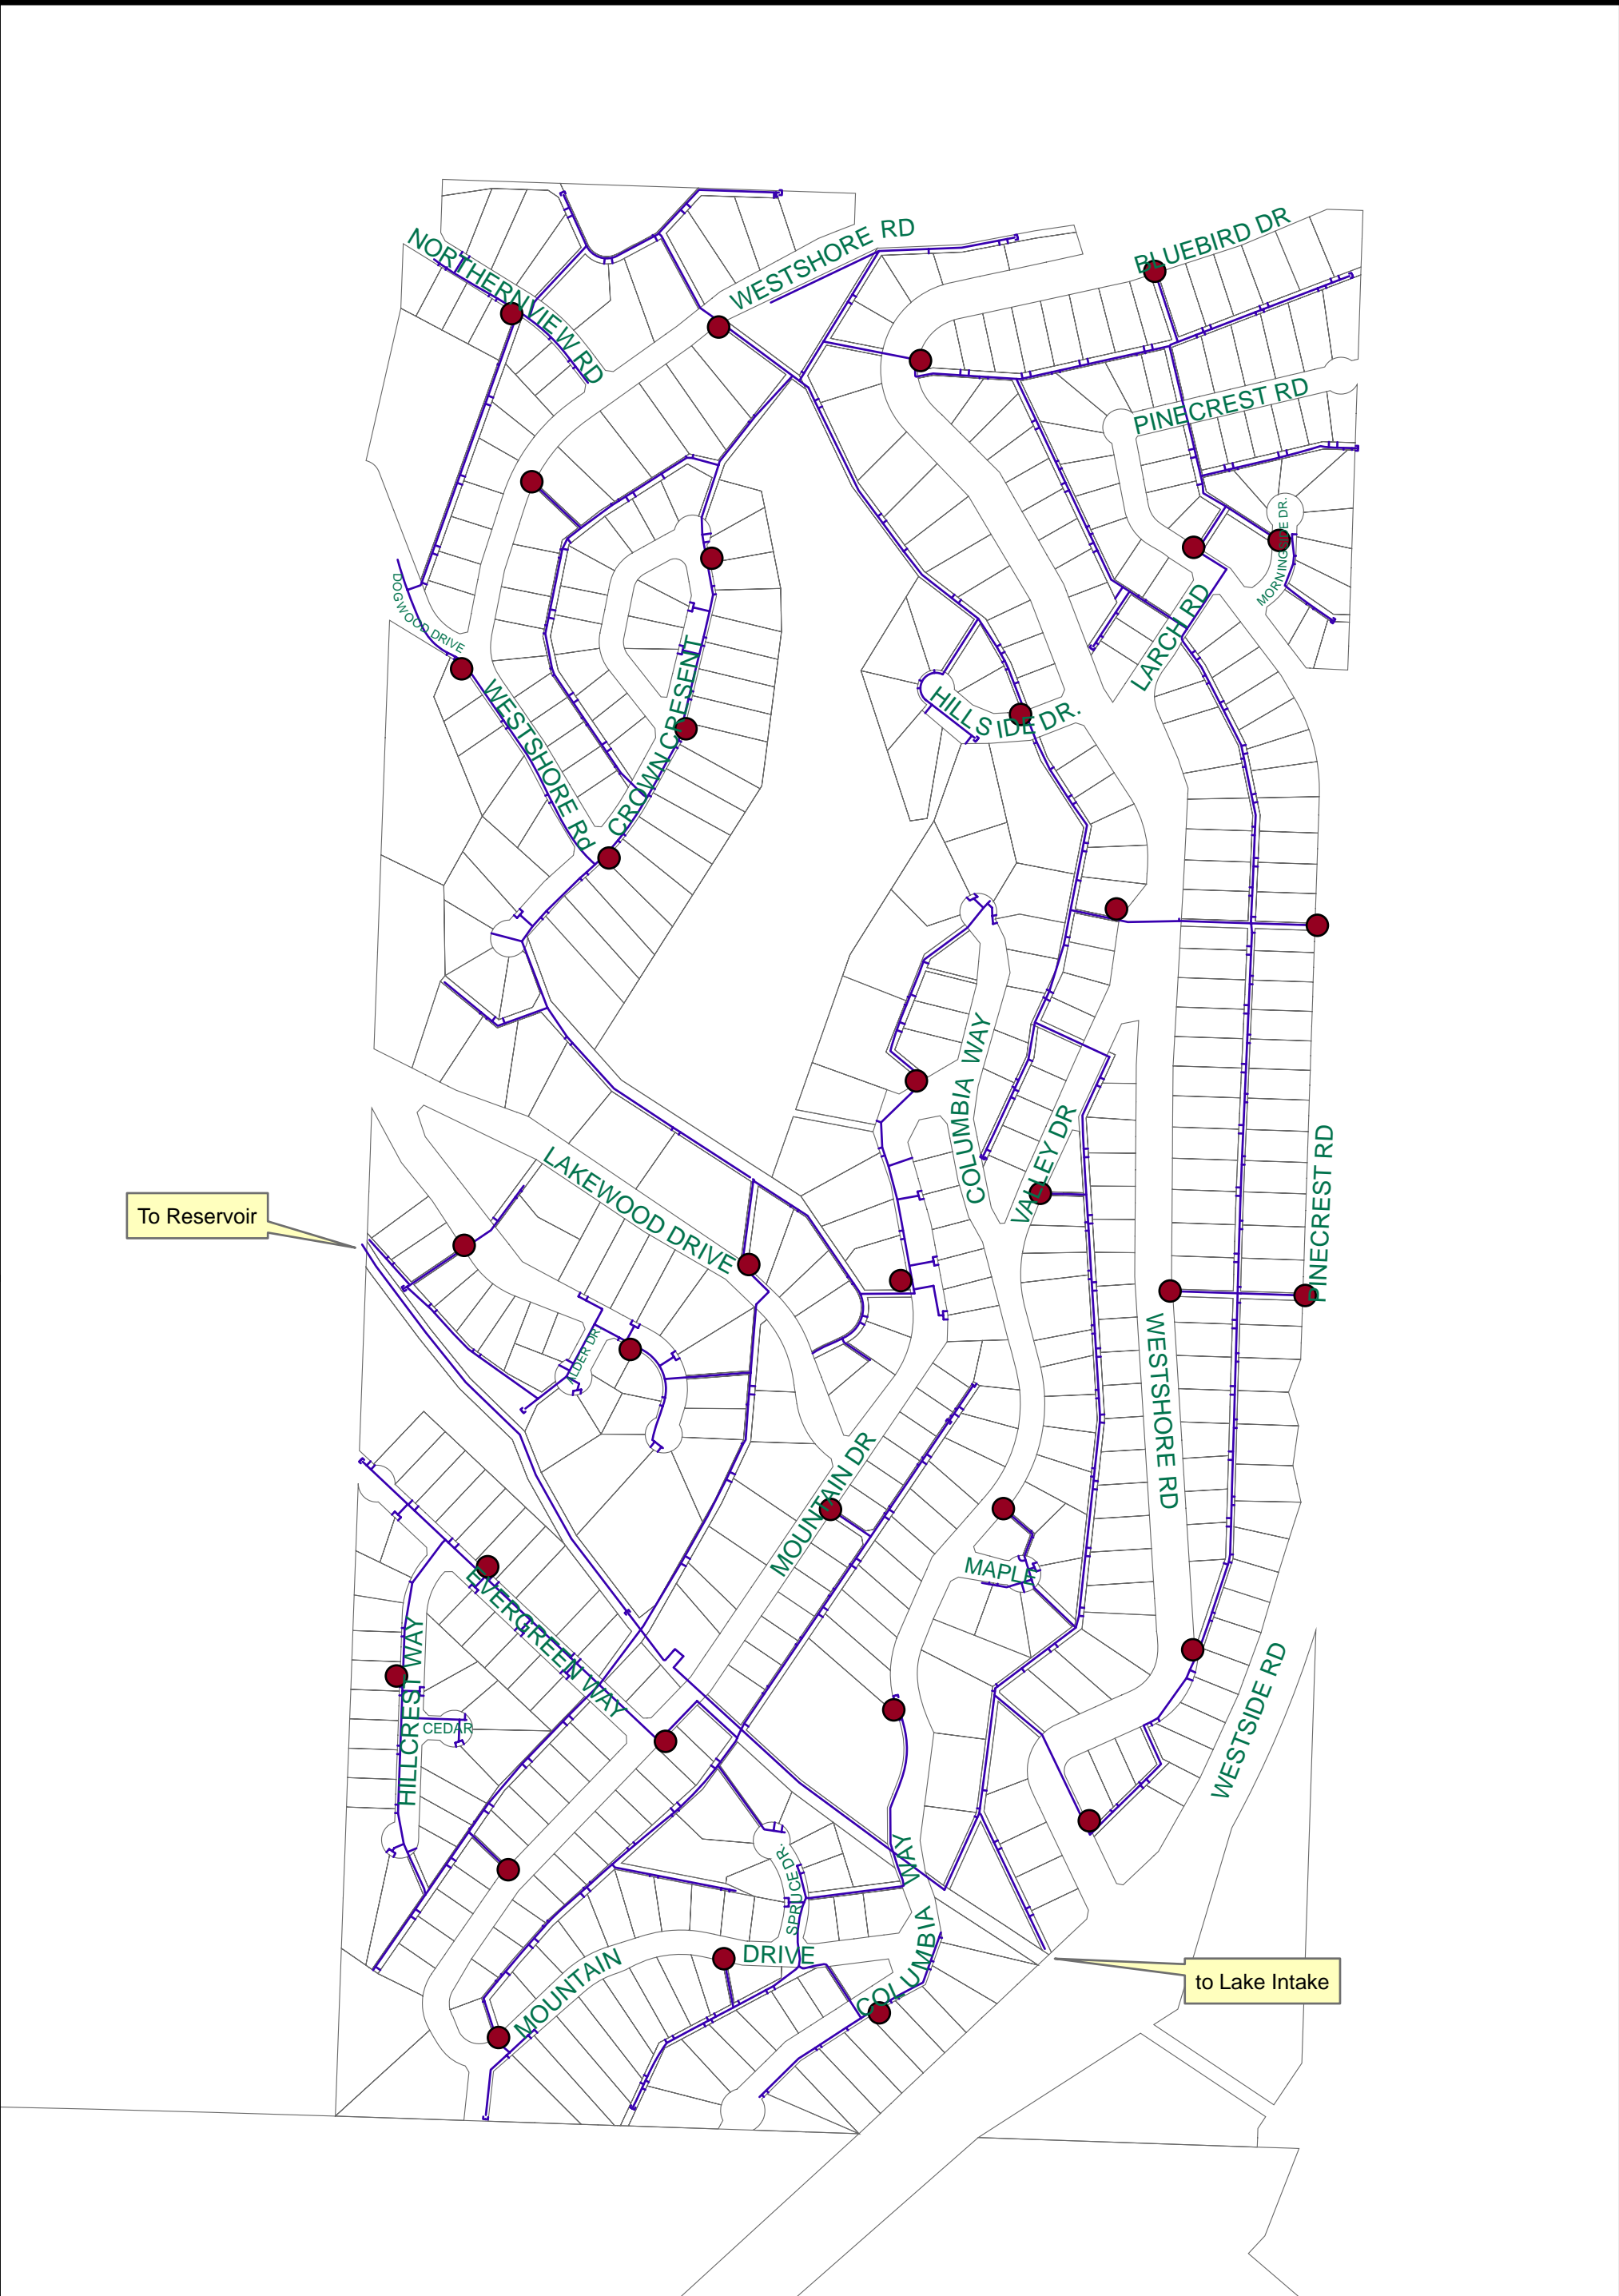 WESTSHORE RD
BLUEBIRD DR
NORTHERNVIEW RD
PINECREST RD
MORNINGSIDE DR.
DOGWOOD DRIVE
LARCH RD
WESTSHORE Rd
CROWN CRESENT
HILLSIDE DR.
COLUMBIA WAY
VALLEY DR
LAKEWOOD DRIVE
PINECREST RD
To Reservoir
ALDER DR
WESTSHORE RD
MOUNTAIN DR
MAPLE
EVERGREEN WAY
HILLCREST WAY
CEDAR
WESTSIDE RD
SPRUCE DR.
MOUNTAIN DRIVE
COLUMBIA WAY
COLUMBIA
to Lake Intake